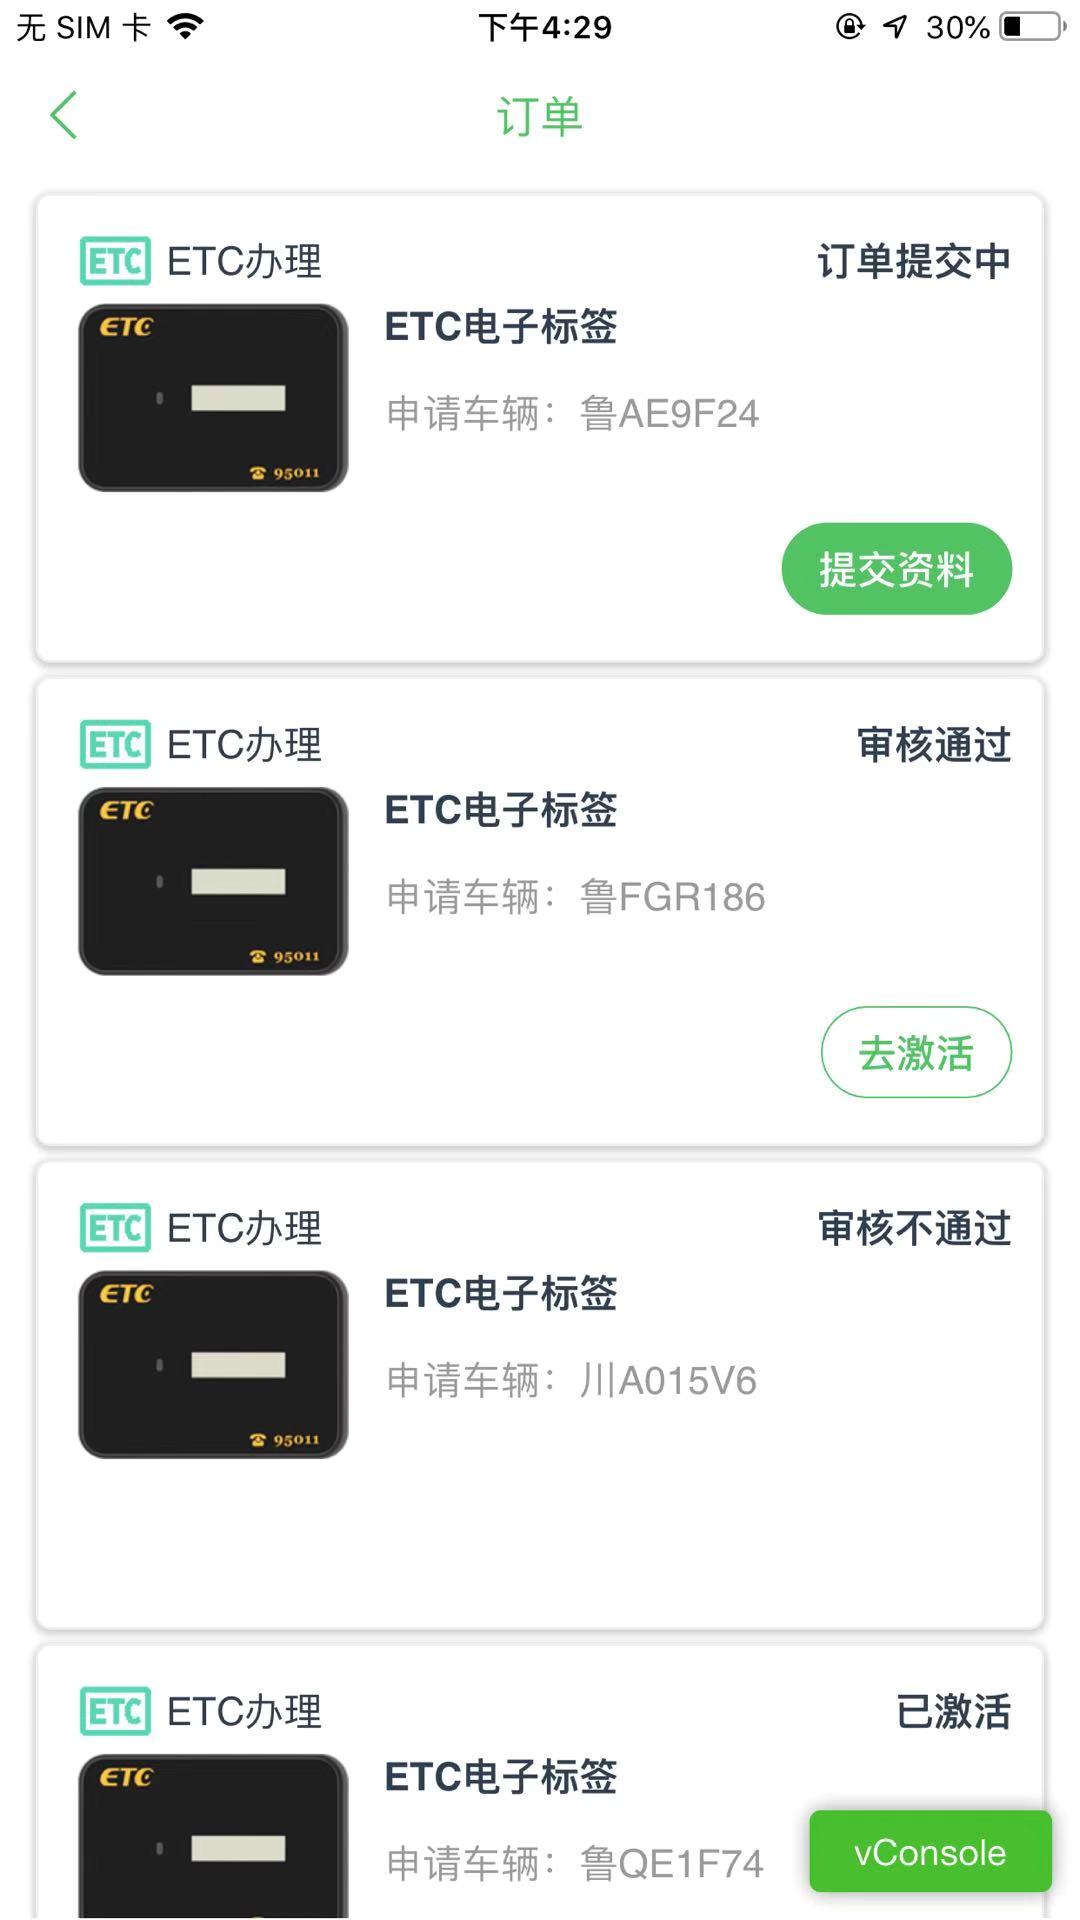 无 SIM 卡
下午4:29
30%
订单
ETC ETC办理
订单提交中
ETC
ETC电子标签
申请车辆：鲁AE9F24
☎ 95011
提交资料
ETC ETC办理
审核通过
ETC
ETC电子标签
申请车辆：鲁FGR186
☎ 95011
去激活
ETC ETC办理
审核不通过
ETC
ETC电子标签
申请车辆：川A015V6
☎ 95011
ETC ETC办理
已激活
ETC
ETC电子标签
申请车辆：鲁QE1F74
vConsole